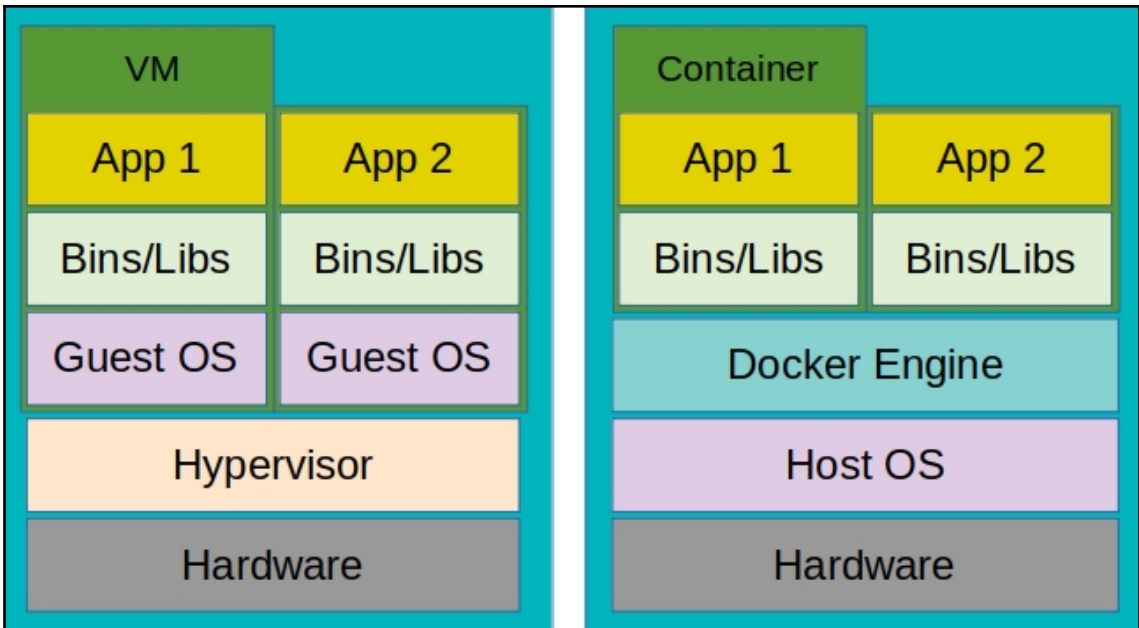 VM
App 1
App 2
Bins/Libs
Bins/Libs
Guest OS
Guest OS
Hypervisor
Hardware
Container
App 1
App 2
Bins/Libs
Bins/Libs
Docker Engine
Host OS
Hardware